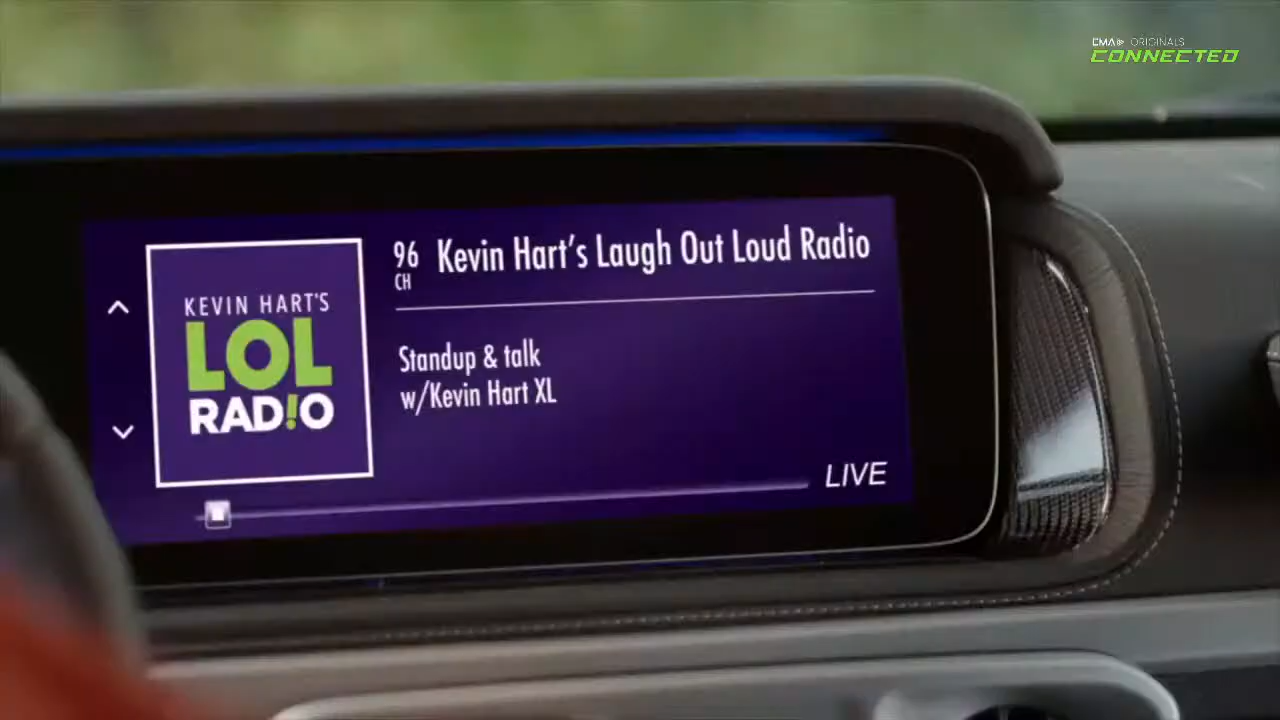 CMA ORIGINALS
CONNECTED
96
CH
Kevin Hart's Laugh Out Loud Radio
KEVIN HART'S
LOL
RAD!O
Standup & talk
w/Kevin Hart XL
LIVE